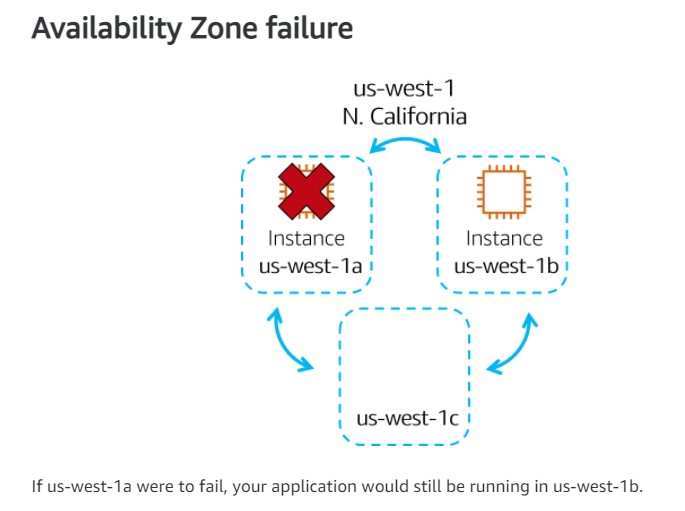 Availability Zone failure
us-west-1
N. California
Instance
us-west-1a
Instance
us-west-1b
us-west-1c
If us-west-1a were to fail, your application would still be running in us-west-1b.